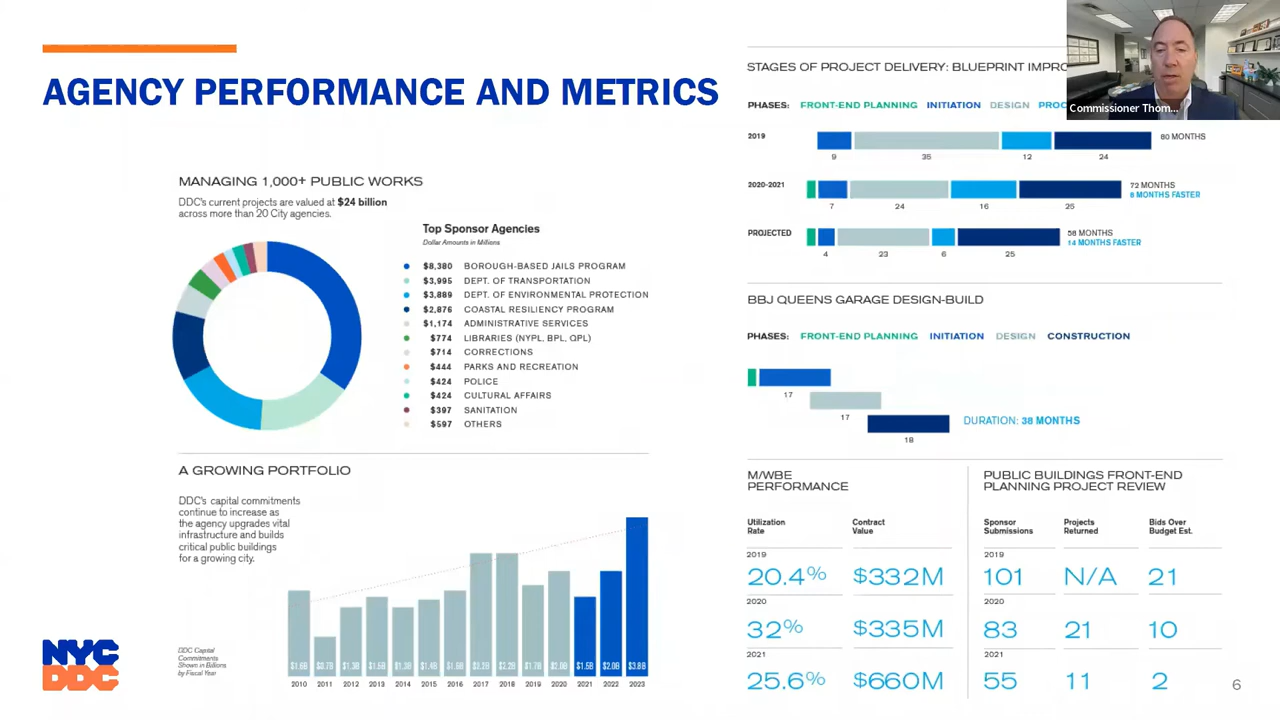 AGENCY PERFORMANCE AND METRICS
MANAGING 1,000+ PUBLIC WORKS
DDC's current projects are valued at $24 billion
across more than 20 City agencies.
Top Sponsor Agencies
Dollar Amounts in Millions
$8,380 BOROUGH-BASED JAILS PROGRAM
$3,995 DEPT. OF TRANSPORTATION
$3,889 DEPT. OF ENVIRONMENTAL PROTECTION
$2,876 COASTAL RESILIENCY PROGRAM
$1,174 ADMINISTRATIVE SERVICES
$774 LIBRARIES (NYPL, BPL, QPL)
$714 CORRECTIONS
$444 PARKS AND RECREATION
$424 POLICE
$424 CULTURAL AFFAIRS
$397 SANITATION
$597 OTHERS
A GROWING PORTFOLIO
DDC's capital commitments
continue to increase as
the agency upgrades vital
infrastructure and builds
critical public buildings
for a growing city.
DDC Capital
Commitments
Shown in Billions
by Fiscal Year
$0.7B $1.3B $1.5B $1.3B $1.4B $2.2B $1.5B $2.0B $3.8B
2010 2011 2012 2013 2014 2015 2016 2017 2018 2019 2020 2021 2022 2023
NYC
DDC
STAGES OF PROJECT DELIVERY: BLUEPRINT IMPRO
PHASES: FRONT-END PLANNING INITIATION DESIGN PROC
2019
80 MONTHS
9 35 12 24
2020-2021
72 MONTHS
8 MONTHS FASTER
7 24 16 25
PROJECTED
58 MONTHS
14 MONTHS FASTER
4 23 6 25
BBJ QUEENS GARAGE DESIGN-BUILD
PHASES: FRONT-END PLANNING INITIATION DESIGN CONSTRUCTION
17
17
18
DURATION: 38 MONTHS
M/WBE
PERFORMANCE
Utilization
Rate
Contract
Value
2019
20.4% $332M
2020
32% $335M
2021
25.6% $660M
PUBLIC BUILDINGS FRONT-END
PLANNING PROJECT REVIEW
Sponsor
Submissions
Projects
Returned
Bids Over
Budget Est.
2019
101 N/A 21
2020
83 21 10
2021
55 11 2
6
Commissioner Thom...